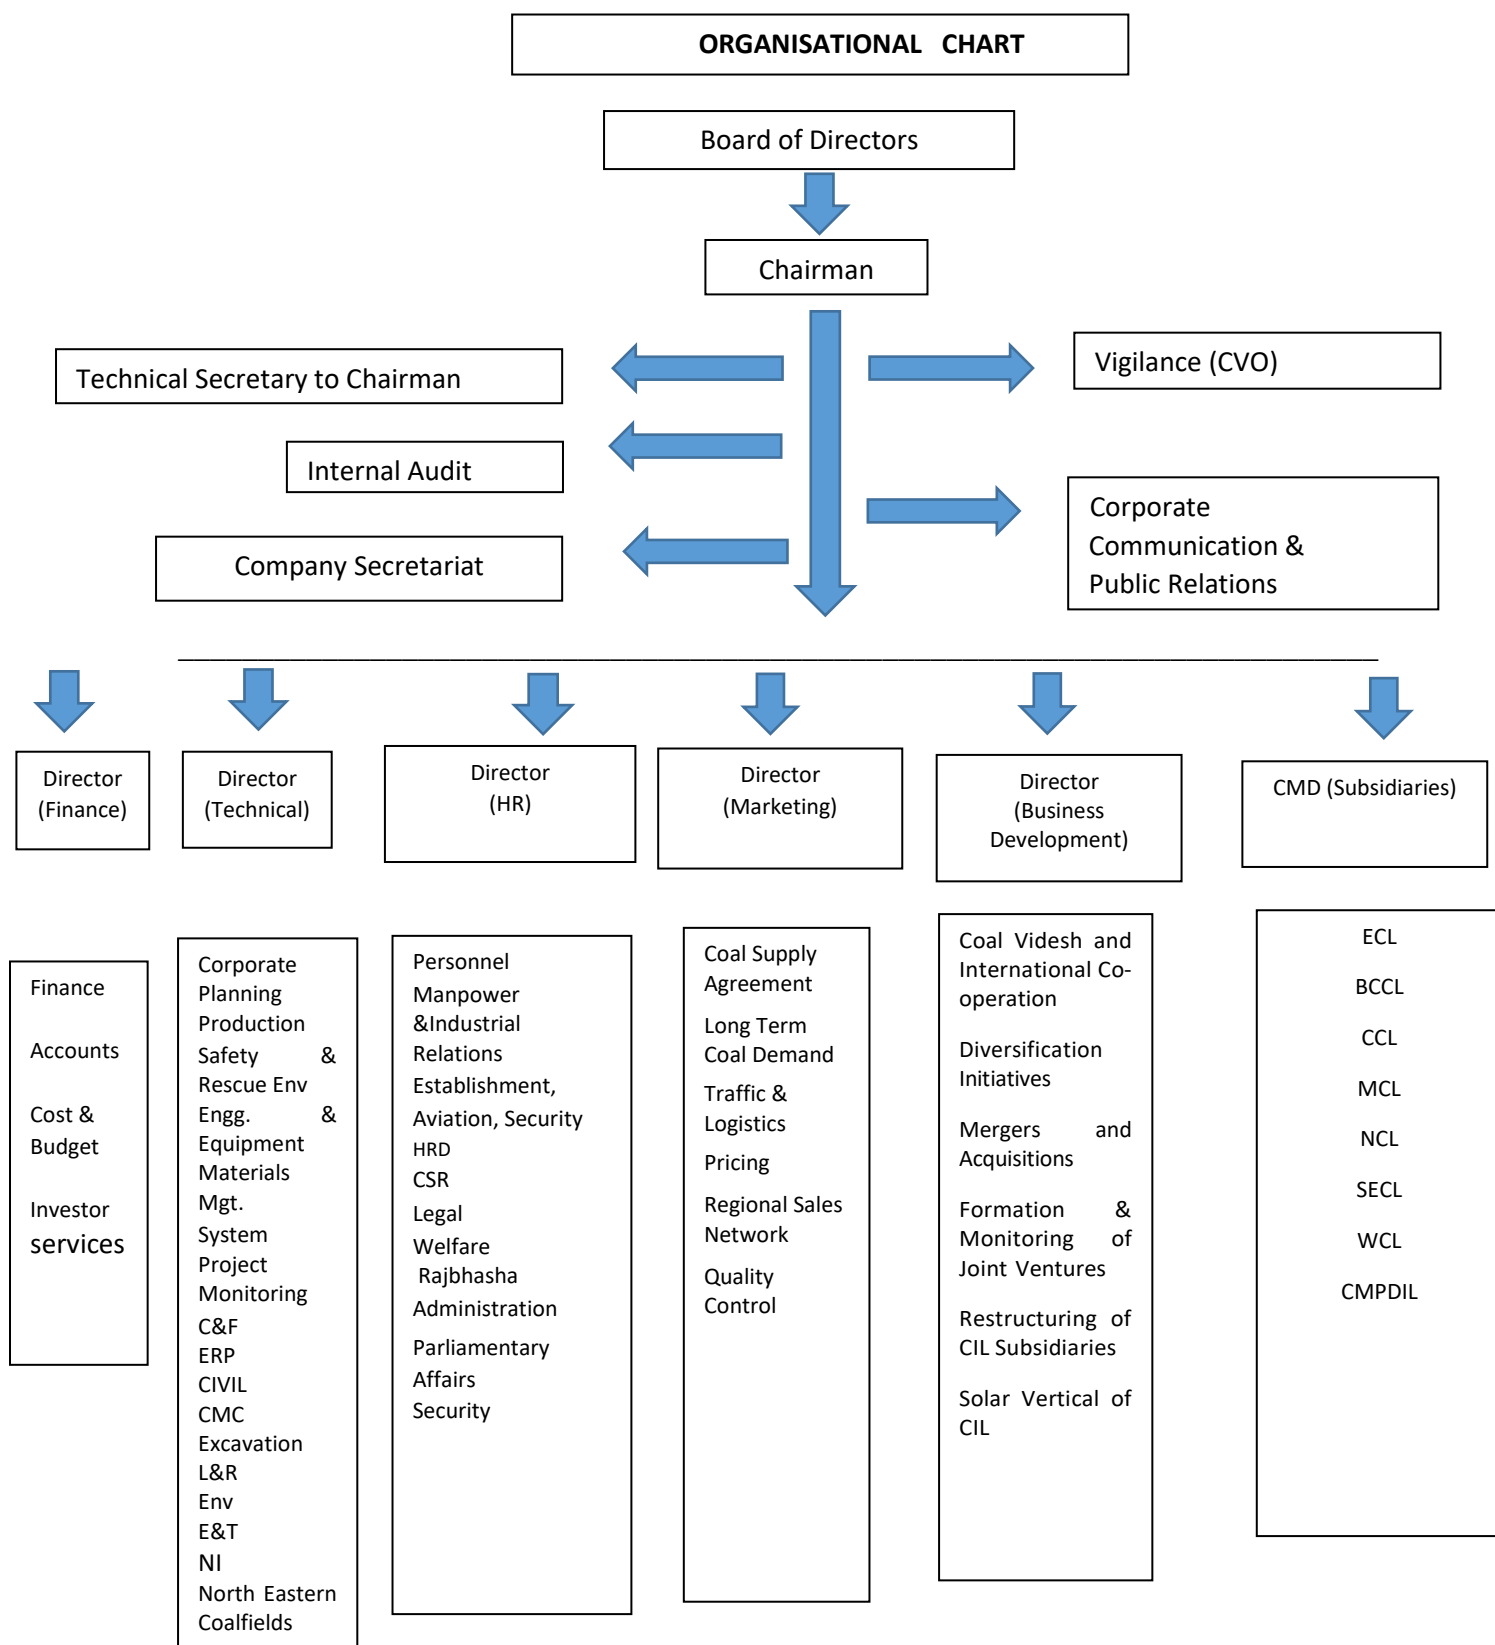 ORGANISATIONAL CHART
Board of Directors
Chairman
Technical Secretary to Chairman
Vigilance (CVO)
Internal Audit
Corporate
Communication &
Public Relations
Company Secretariat
Director
(Finance)
Director
(Technical)
Director
(HR)
Director
(Marketing)
Director
(Business
Development)
CMD (Subsidiaries)
Finance
Accounts
Cost &
Budget
Investor
services
Corporate
Planning
Production
Safety &
Rescue Env
Engg. &
Equipment
Materials
Mgt.
System
Project
Monitoring
C&F
ERP
CIVIL
CMC
Excavation
L&R
Env
E&T
NI
North Eastern
Coalfields
Personnel
Manpower
&Industrial
Relations
Establishment,
Aviation, Security
HRD
CSR
Legal
Welfare
Rajbhasha
Administration
Parliamentary
Affairs
Security
Coal Supply
Agreement
Long Term
Coal Demand
Traffic &
Logistics
Pricing
Regional Sales
Network
Quality
Control
Coal Videsh and
International Co-
operation
Diversification
Initiatives
Mergers and
Acquisitions
Formation &
Monitoring of
Joint Ventures
Restructuring of
CIL Subsidiaries
Solar Vertical of
CIL
ECL
BCCL
CCL
MCL
NCL
SECL
WCL
CMPDIL